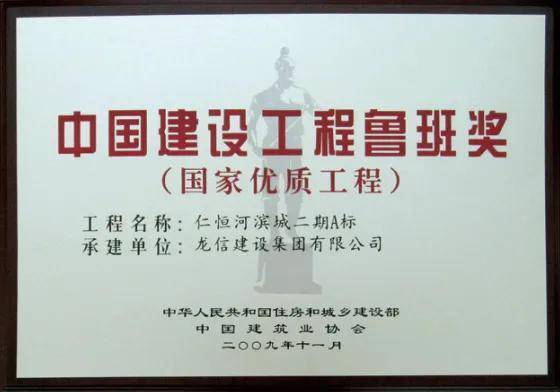 中国建设工程鲁班奖
（国家优质工程）
工程名称：仁恒河滨城二期A标
承建单位：龙信建设集团有限公司
中华人民共和国住房和城乡建设部
中国建筑业协会
二〇〇九年十一月